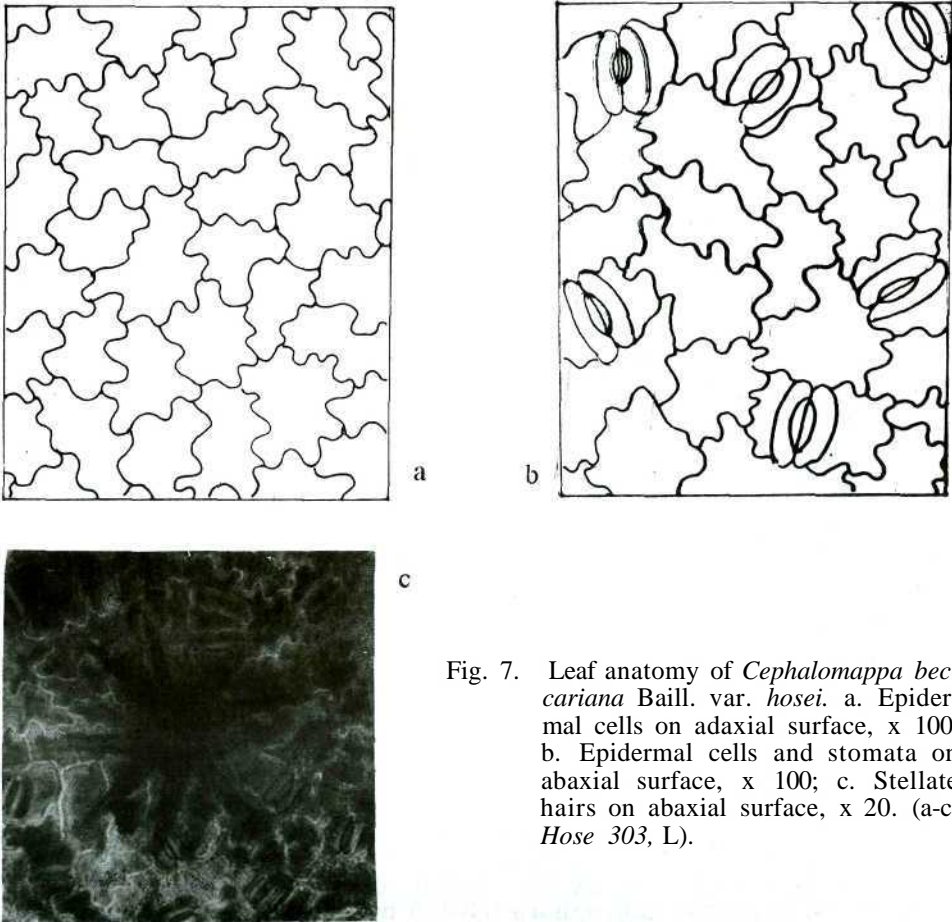 a
b
c
Fig. 7. Leaf anatomy of Cephalomappa bec
cariana Baill. var. hosei. a. Epider
mal cells on adaxial surface, x 100
b. Epidermal cells and stomata on
abaxial surface, x 100; c. Stellate
hairs on abaxial surface, x 20. (a-c
Hose 303, L).